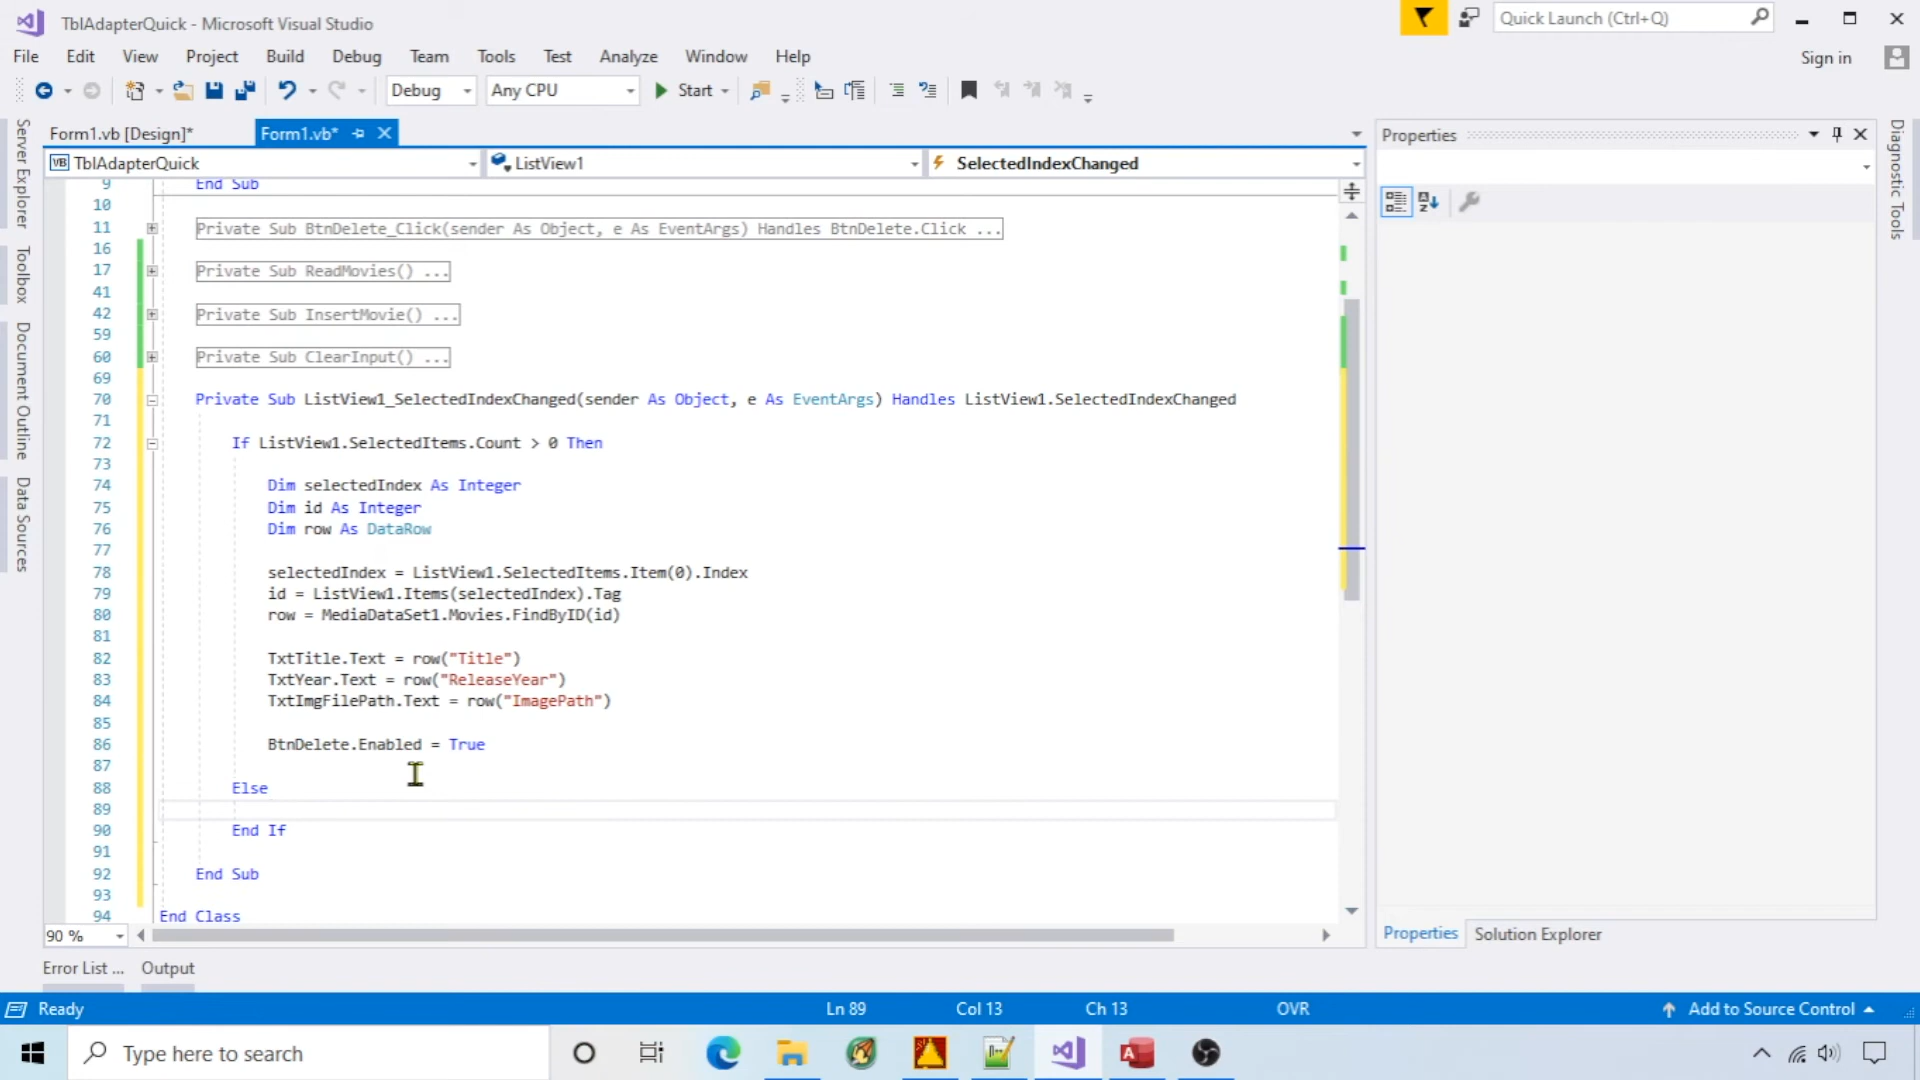 TblAdapterQuick - Microsoft Visual Studio
Quick Launch (Ctrl+Q)
File Edit View Project Build Debug Team Tools Test Analyze Window Help
Sign in
Debug
Any CPU
Start
Server Explorer
Toolbox
Document Outline
Data Sources
Form1.vb [Design]*
Form1.vb*
VB TblAdapterQuick
ListView1
SelectedIndexChanged
9 End Sub
10
11 Private Sub BtnDelete_Click(sender As Object, e As EventArgs) Handles BtnDelete.Click ...
16
17 Private Sub ReadMovies() ...
41
42 Private Sub InsertMovie() ...
59
60 Private Sub ClearInput() ...
69
70 Private Sub ListView1_SelectedIndexChanged(sender As Object, e As EventArgs) Handles ListView1.SelectedIndexChanged
71
72 If ListView1.SelectedItems.Count > 0 Then
73
74 Dim selectedIndex As Integer
75 Dim id As Integer
76 Dim row As DataRow
77
78 selectedIndex = ListView1.SelectedItems.Item(0).Index
79 id = ListView1.Items(selectedIndex).Tag
80 row = MediaDataSet1.Movies.FindByID(id)
81
82 TxtTitle.Text = row("Title")
83 TxtYear.Text = row("ReleaseYear")
84 TxtImgFilePath.Text = row("ImagePath")
85
86 BtnDelete.Enabled = True
87
88 Else
89
90 End If
91
92 End Sub
93
94 End Class
90 %
Properties
Diagnostic Tools
Properties
Solution Explorer
Error List ...
Output
Ready
Ln 89
Col 13
Ch 13
OVR
Add to Source Control
Type here to search